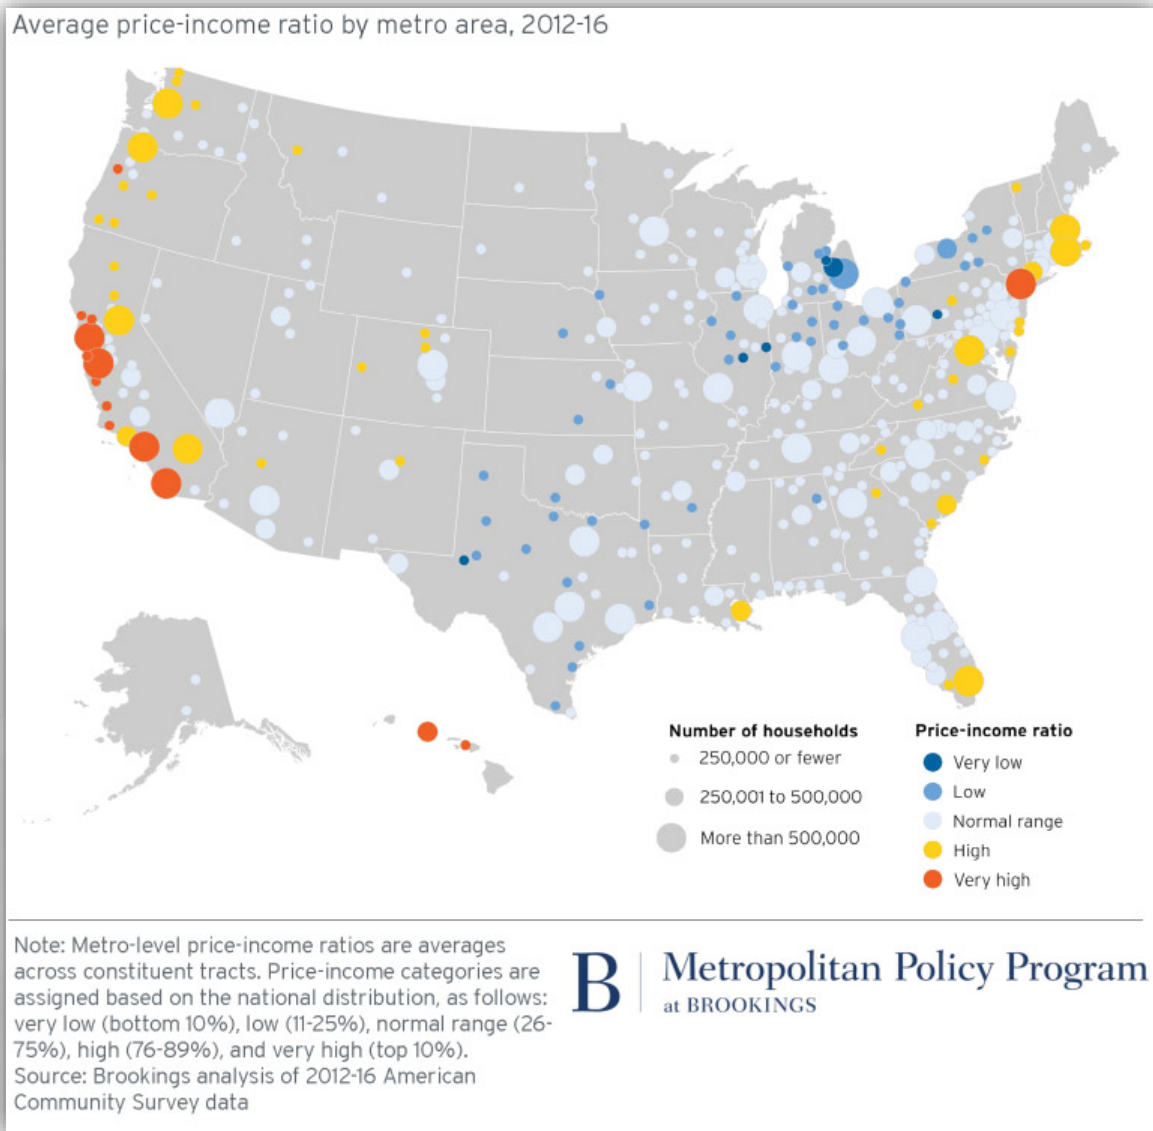 Average price-income ratio by metro area, 2012-16
Number of households
250,000 or fewer
250,001 to 500,000
More than 500,000
Price-income ratio
Very low
Low
Normal range
High
Very high
Note: Metro-level price-income ratios are averages
across constituent tracts. Price-income categories are
assigned based on the national distribution, as follows:
very low (bottom 10%), low (11-25%), normal range (26-
75%), high (76-89%), and very high (top 10%).
Source: Brookings analysis of 2012-16 American
Community Survey data
B
Metropolitan Policy Program
at BROOKINGS